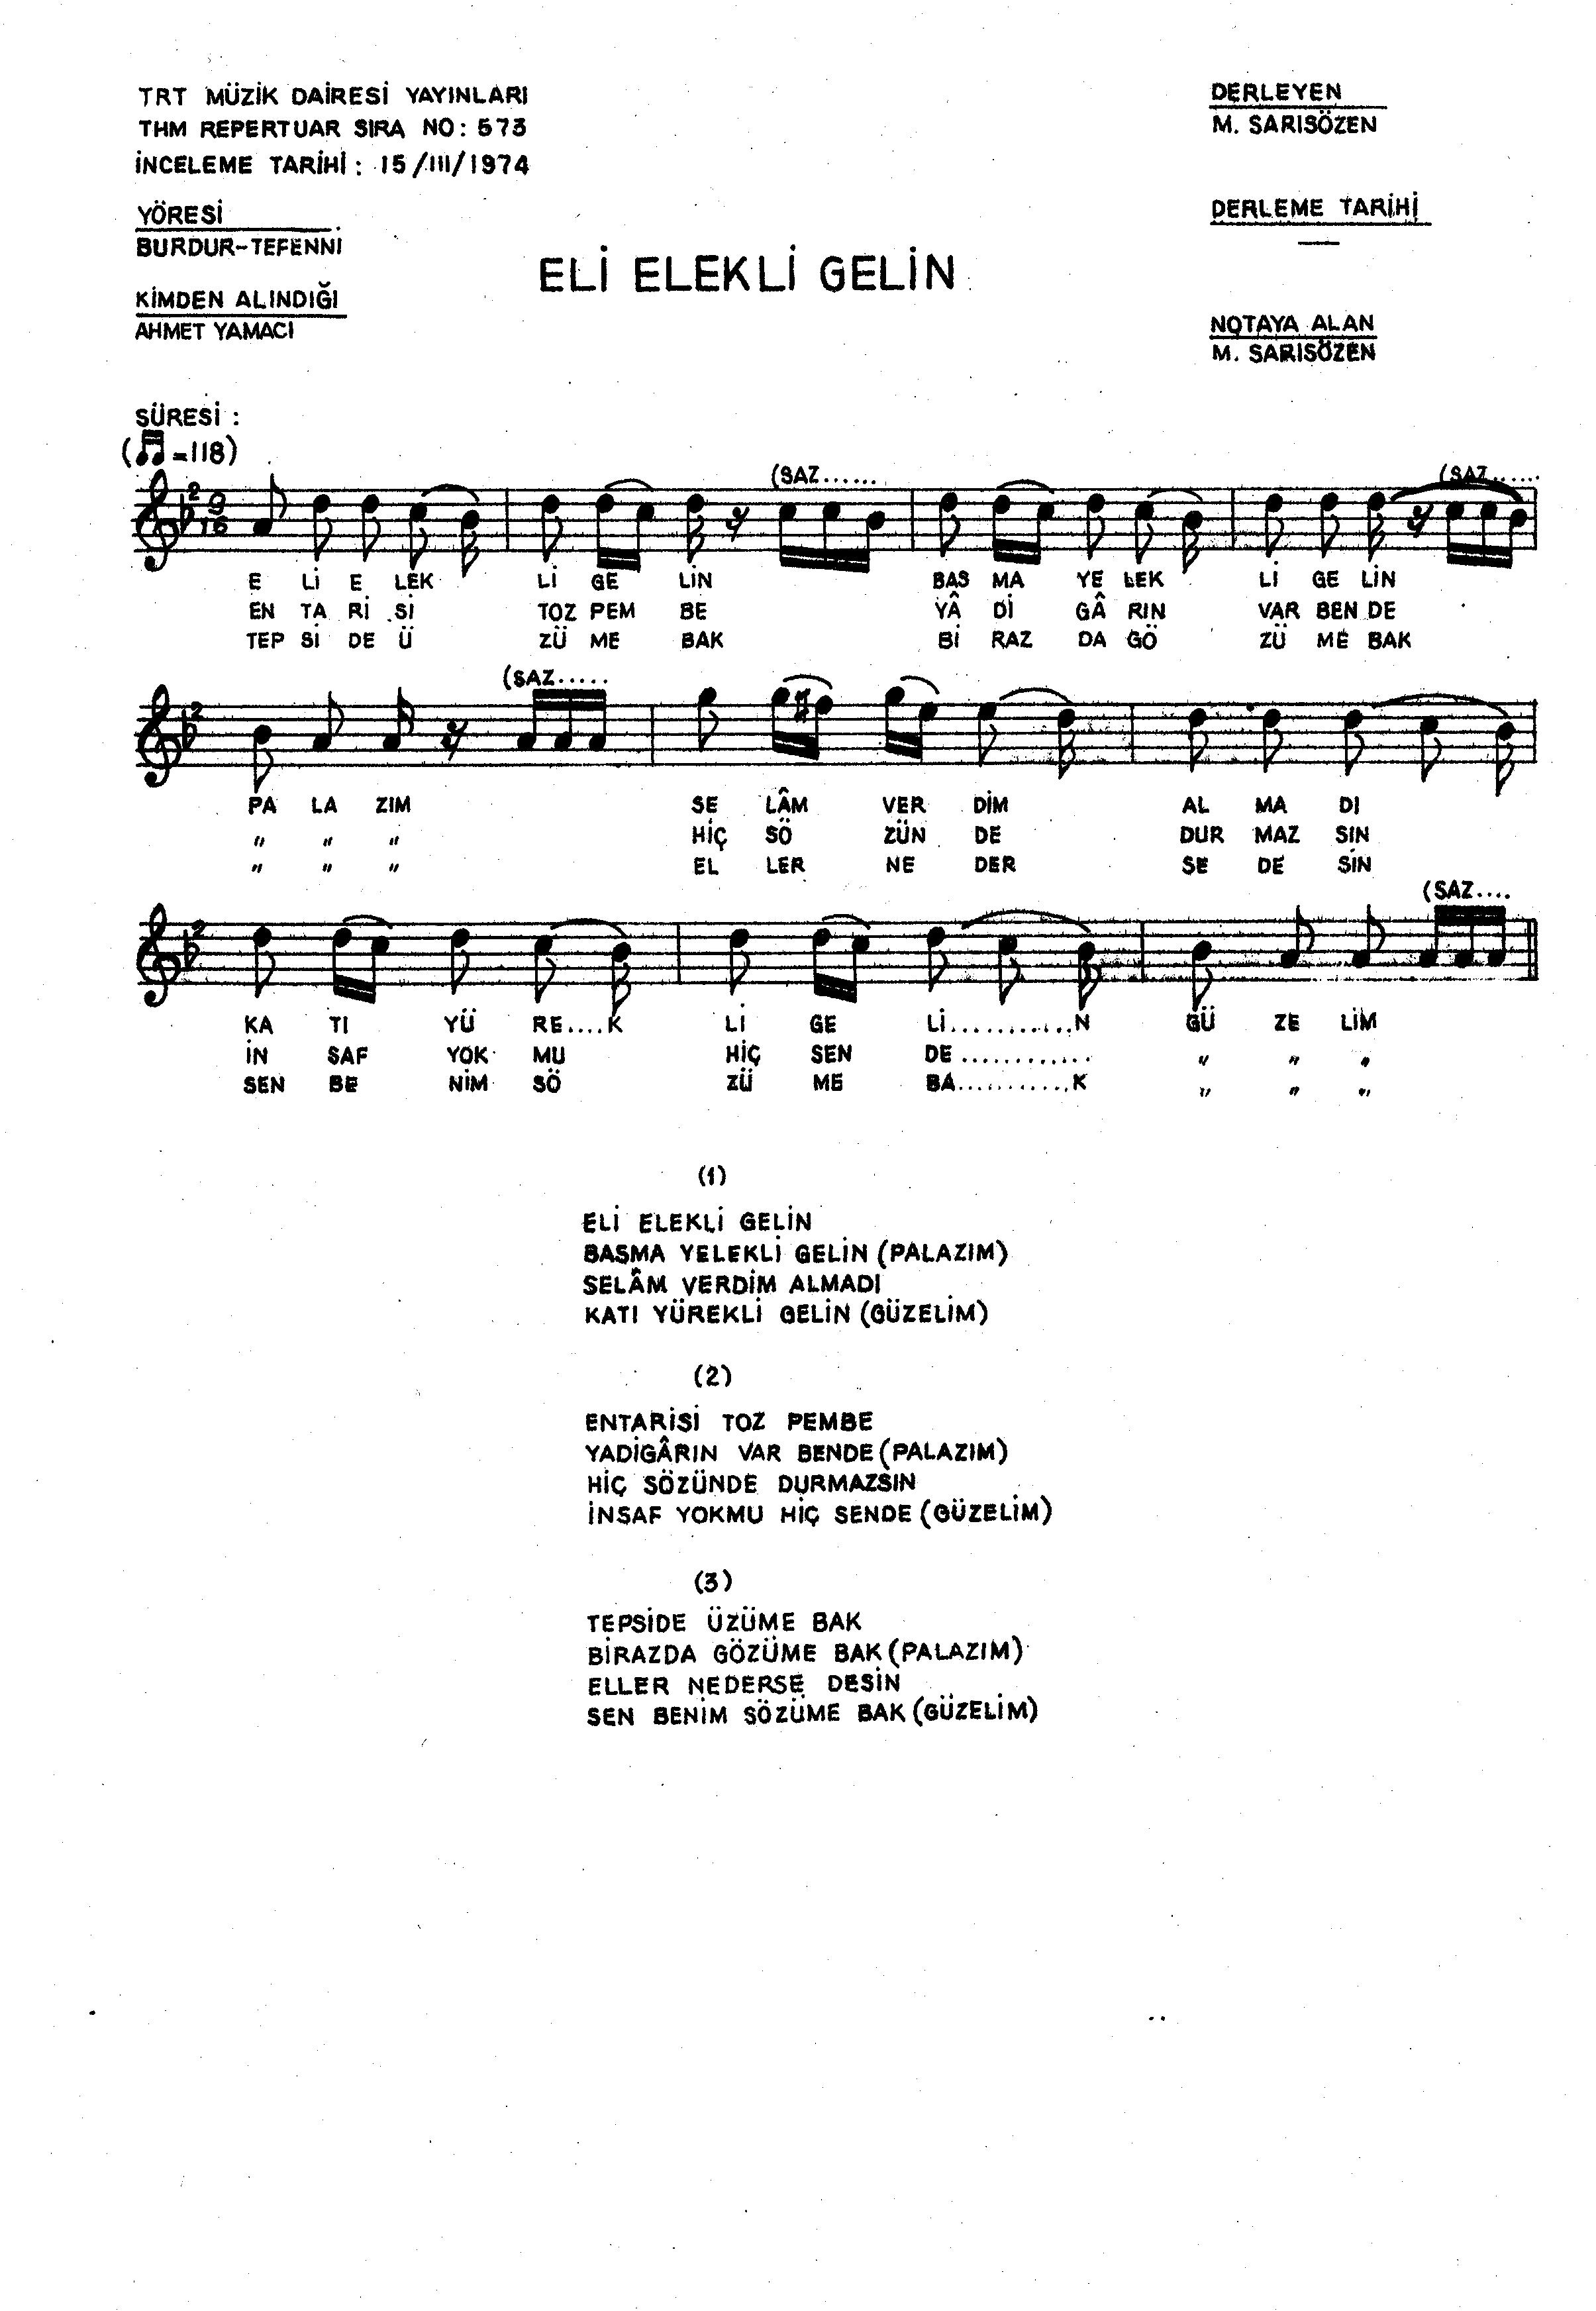 TRT MÜZİK DAİRESİ YAYINLARI
THM REPERTUAR SIRA NO: 573
İNCELEME TARİHİ: 15/III/1974
YÖRESİ
BURDUR-TEFENNİ
KİMDEN ALINDIĞI
AHMET YAMACI
DERLEYEN
M. SARISÖZEN
DERLEME TARİHİ
—
NOTAYA ALAN
M. SARISÖZEN
ELİ ELEKLİ GELİN
SÜRESİ :
(♫=118)
(SAZ...... (SAZ......
2 9
16
E Lİ E LEK Lİ GE LİN BAS MA YE LEK Lİ GE LİN
EN TA Rİ Sİ TOZ PEM BE YÂ Dİ GÂ RIN VAR BEN DE
TEP Sİ DE Ü ZÜ ME BAK Bİ RAZ DA GÖ ZÜ ME BAK
(SAZ.....
2
PA LA ZIM SE LÂM VER DİM AL MA DI
" " " HİÇ SÖ ZÜN DE DUR MAZ SIN
" " " EL LER NE DER SE DE SİN
(SAZ....
2
KA TI YÜ RE....K Lİ GE Lİ...........N GÜ ZE LİM
İN SAF YOK MU HİÇ SEN DE............ " " "
SEN BE NİM SÖ ZÜ ME BA..........K " " "
(1)
ELİ ELEKLİ GELİN
BASMA YELEKLİ GELİN (PALAZIM)
SELÂM VERDİM ALMADI
KATI YÜREKLİ GELİN (GÜZELİM)
(2)
ENTARİSİ TOZ PEMBE
YADİGÂRIN VAR BENDE (PALAZIM)
HİÇ SÖZÜNDE DURMAZSIN
İNSAF YOKMU HİÇ SENDE (GÜZELİM)
(3)
TEPSİDE ÜZÜME BAK
BİRAZDA GÖZÜME BAK (PALAZIM)
ELLER NEDERSE DESİN
SEN BENİM SÖZÜME BAK (GÜZELİM)